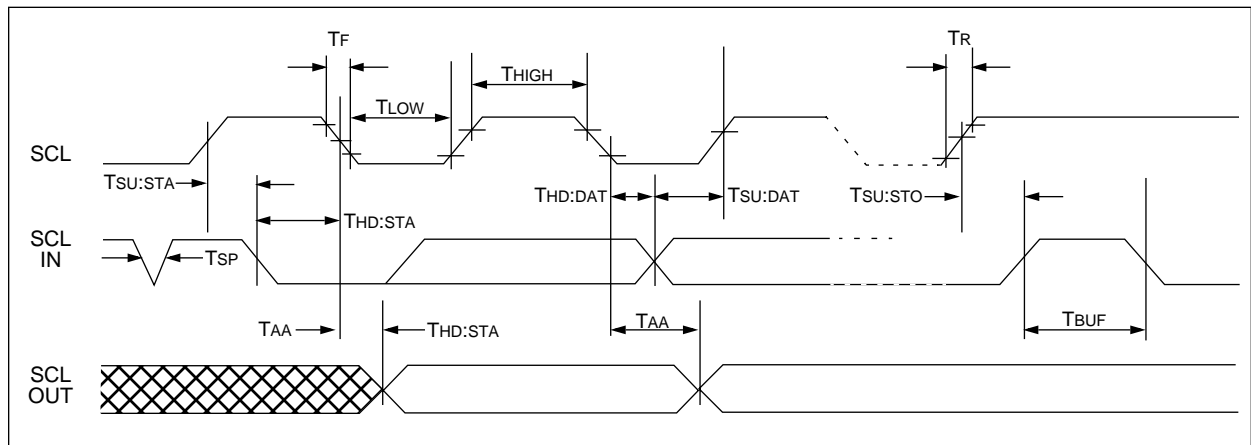 TF
TR
THIGH
TLOW
SCL
TSU:STA
THD:DAT
TSU:DAT
TSU:STO
THD:STA
SCL
IN
TSP
TAA
THD:STA
TAA
TBUF
SCL
OUT